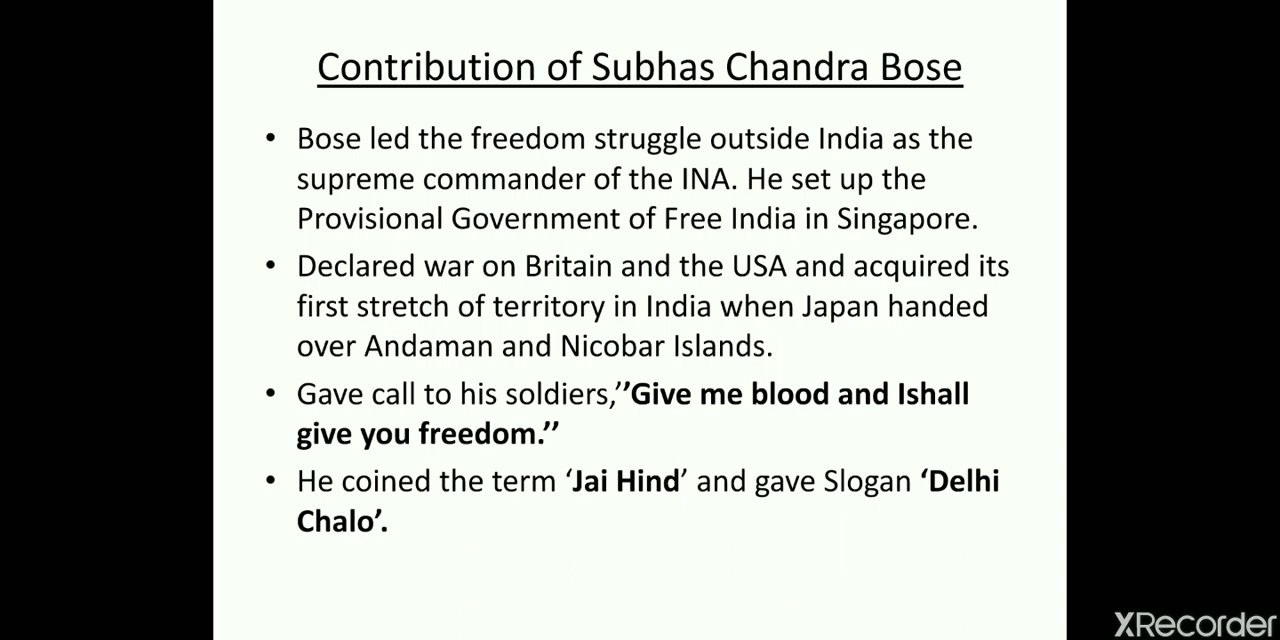 Contribution of Subhas Chandra Bose
• Bose led the freedom struggle outside India as the
supreme commander of the INA. He set up the
Provisional Government of Free India in Singapore.
• Declared war on Britain and the USA and acquired its
first stretch of territory in India when Japan handed
over Andaman and Nicobar Islands.
• Gave call to his soldiers,’’Give me blood and Ishall
give you freedom.’’
• He coined the term ‘Jai Hind’ and gave Slogan ‘Delhi
Chalo’.
XRecorder